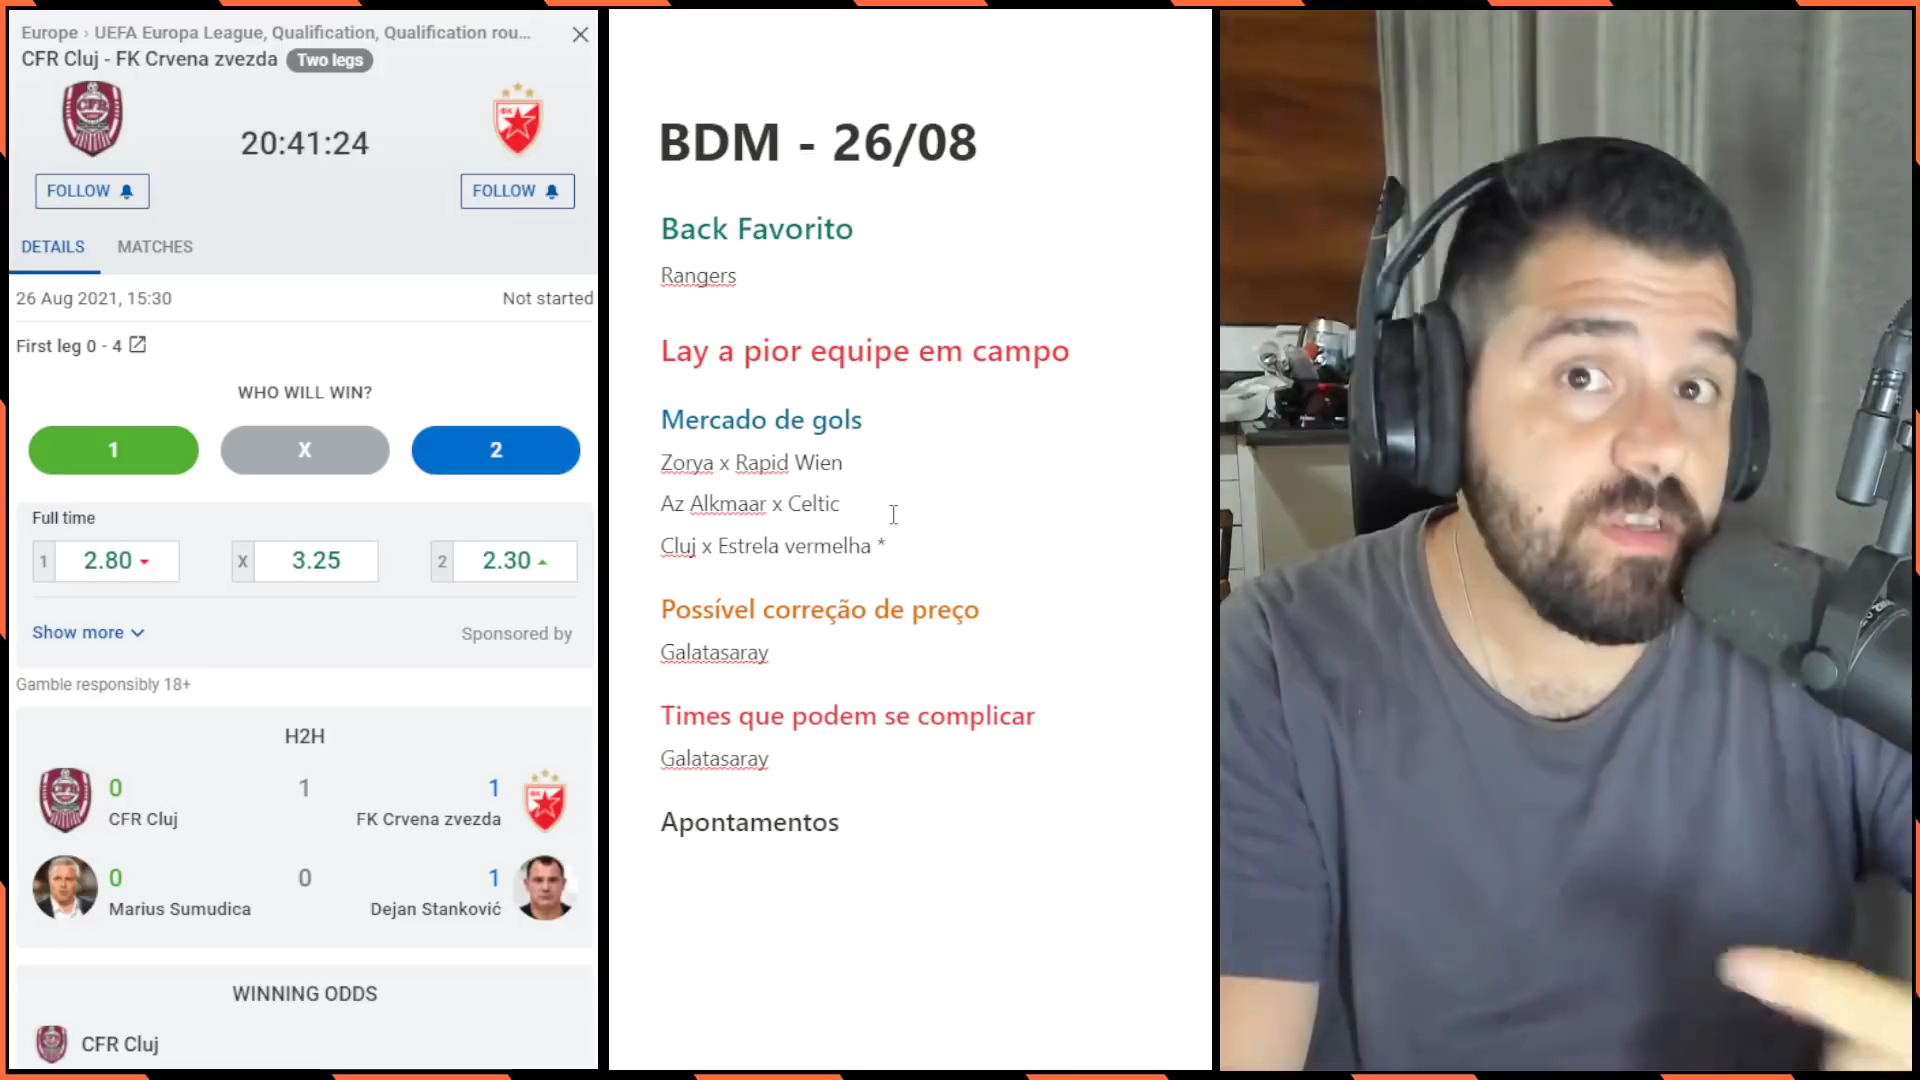 Europe › UEFA Europa League, Qualification, Qualification rou...
CFR Cluj - FK Crvena zvezda Two legs
20:41:24
FOLLOW
FOLLOW
DETAILS MATCHES
26 Aug 2021, 15:30 Not started
First leg 0 - 4
WHO WILL WIN?
1 X 2
Full time
1 2.80 X 3.25 2 2.30
Show more Sponsored by
Gamble responsibly 18+
H2H
0 1 1
CFR Cluj FK Crvena zvezda
0 0 1
Marius Sumudica Dejan Stanković
WINNING ODDS
CFR Cluj
BDM - 26/08
Back Favorito
Rangers
Lay a pior equipe em campo
Mercado de gols
Zorya x Rapid Wien
Az Alkmaar x Celtic
Cluj x Estrela vermelha *
Possível correção de preço
Galatasaray
Times que podem se complicar
Galatasaray
Apontamentos